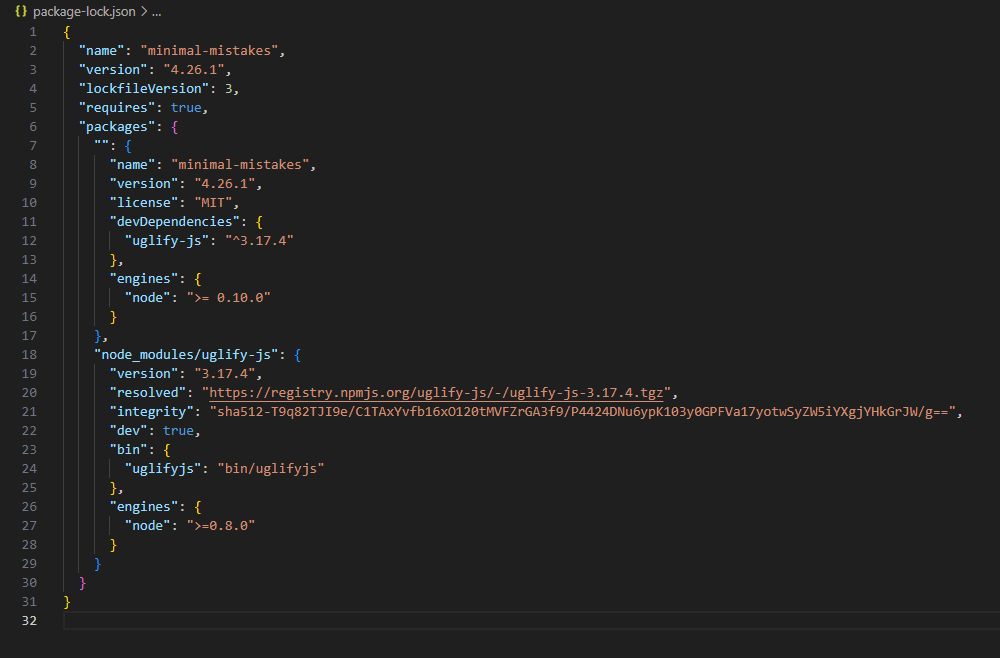 {} package-lock.json > ...
1 {
2   "name": "minimal-mistakes",
3   "version": "4.26.1",
4   "lockfileVersion": 3,
5   "requires": true,
6   "packages": {
7     "": {
8       "name": "minimal-mistakes",
9       "version": "4.26.1",
10       "license": "MIT",
11       "devDependencies": {
12         "uglify-js": "^3.17.4"
13       },
14       "engines": {
15         "node": ">= 0.10.0"
16       }
17     },
18     "node_modules/uglify-js": {
19       "version": "3.17.4",
20       "resolved": "https://registry.npmjs.org/uglify-js/-/uglify-js-3.17.4.tgz",
21       "integrity": "sha512-T9q82TJI9e/C1TAxYvfb16xO120tMVFZrGA3f9/P4424DNu6ypK103y0GPFVa17yotwSyZW5iYXgjYHkGrJW/g==",
22       "dev": true,
23       "bin": {
24         "uglifyjs": "bin/uglifyjs"
25       },
26       "engines": {
27         "node": ">=0.8.0"
28       }
29     }
30   }
31 }
32